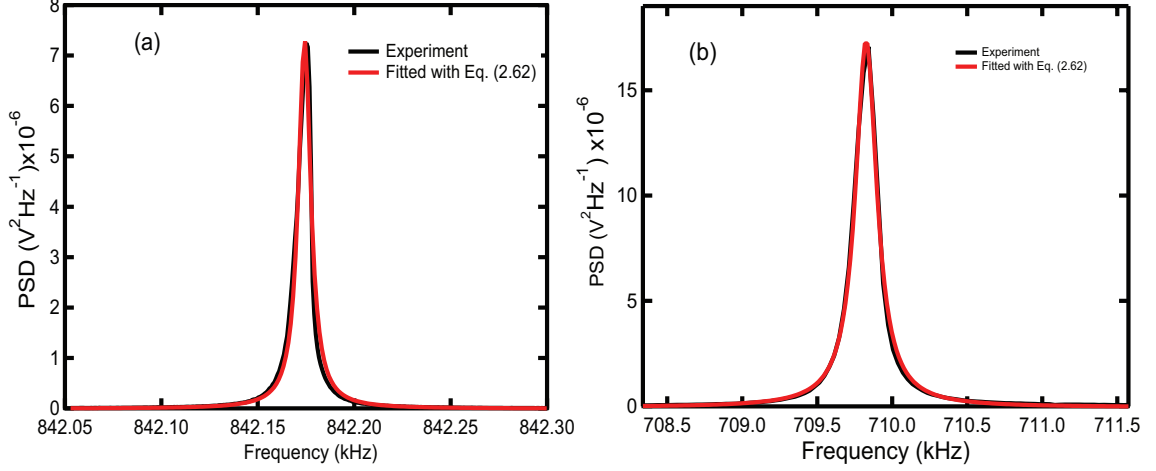 (a)
Experiment
Fitted with Eq. (2.62)
PSD (V²Hz⁻¹)x10⁻⁶
8
7
6
5
4
3
2
1
0
842.05
842.10
842.15
842.20
842.25
842.30
Frequency (kHz)
(b)
Experiment
Fitted with Eq. (2.62)
PSD (V²Hz⁻¹) x10⁻⁶
15
10
5
0
708.5
709.0
709.5
710.0
710.5
711.0
711.5
Frequency (kHz)